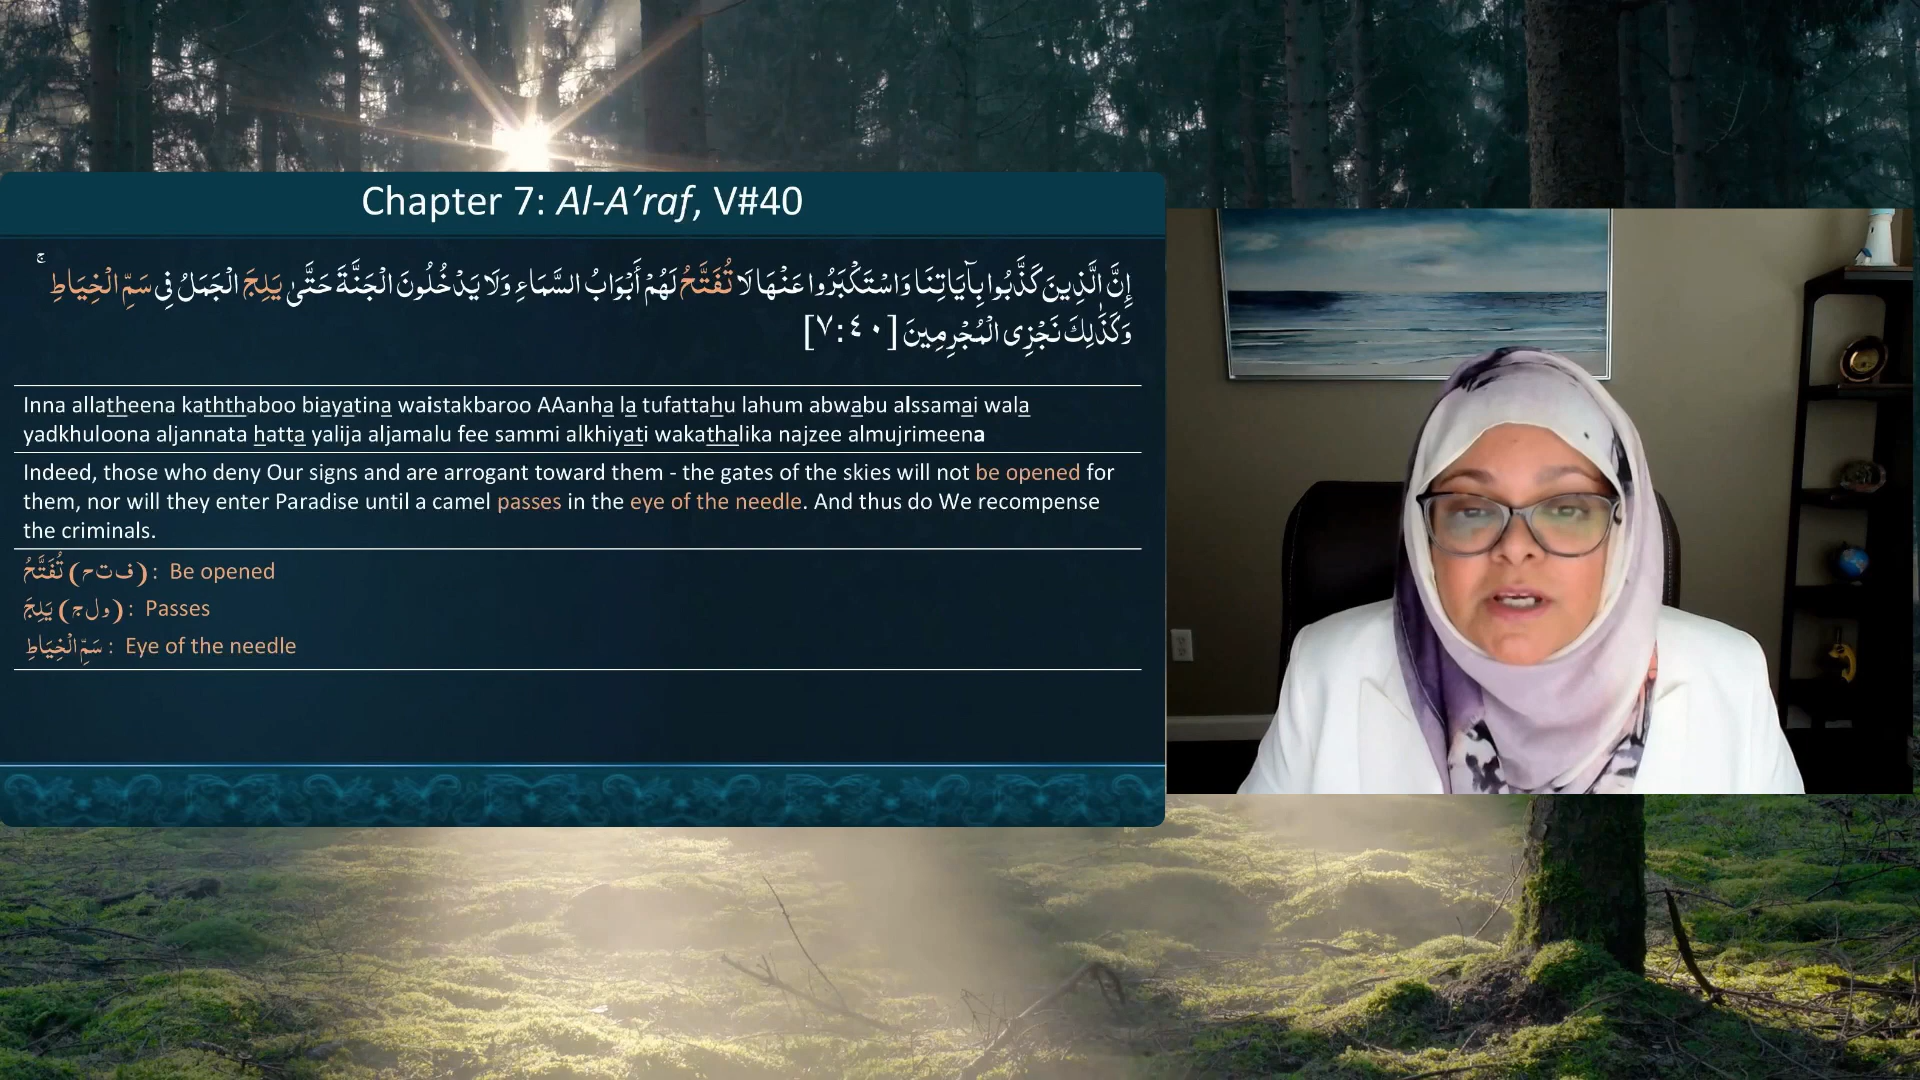 Chapter 7: Al-A’raf, V#40
إِنَّ الَّذِينَ كَذَّبُوا بِآيَاتِنَا وَاسْتَكْبَرُوا عَنْهَا لَا تُفَتَّحُ لَهُمْ أَبْوَابُ السَّمَاءِ وَلَا يَدْخُلُونَ الْجَنَّةَ حَتَّىٰ يَلِجَ الْجَمَلُ فِي سَمِّ الْخِيَاطِ ۚ
وَكَذَٰلِكَ نَجْزِي الْمُجْرِمِينَ [٧:٤٠]
Inna allatheena kaththaboo biayatina waistakbaroo AAanha la tufattahu lahum abwabu alssamai wala
yadkhuloona aljannata hatta yalija aljamalu fee sammi alkhiyati wakathalika najzee almujrimeena
Indeed, those who deny Our signs and are arrogant toward them - the gates of the skies will not be opened for
them, nor will they enter Paradise until a camel passes in the eye of the needle. And thus do We recompense
the criminals.
تُفَتَّحُ (ف ت ح) : Be opened
يَلِجَ (و ل ج) : Passes
سَمِّ الْخِيَاطِ : Eye of the needle